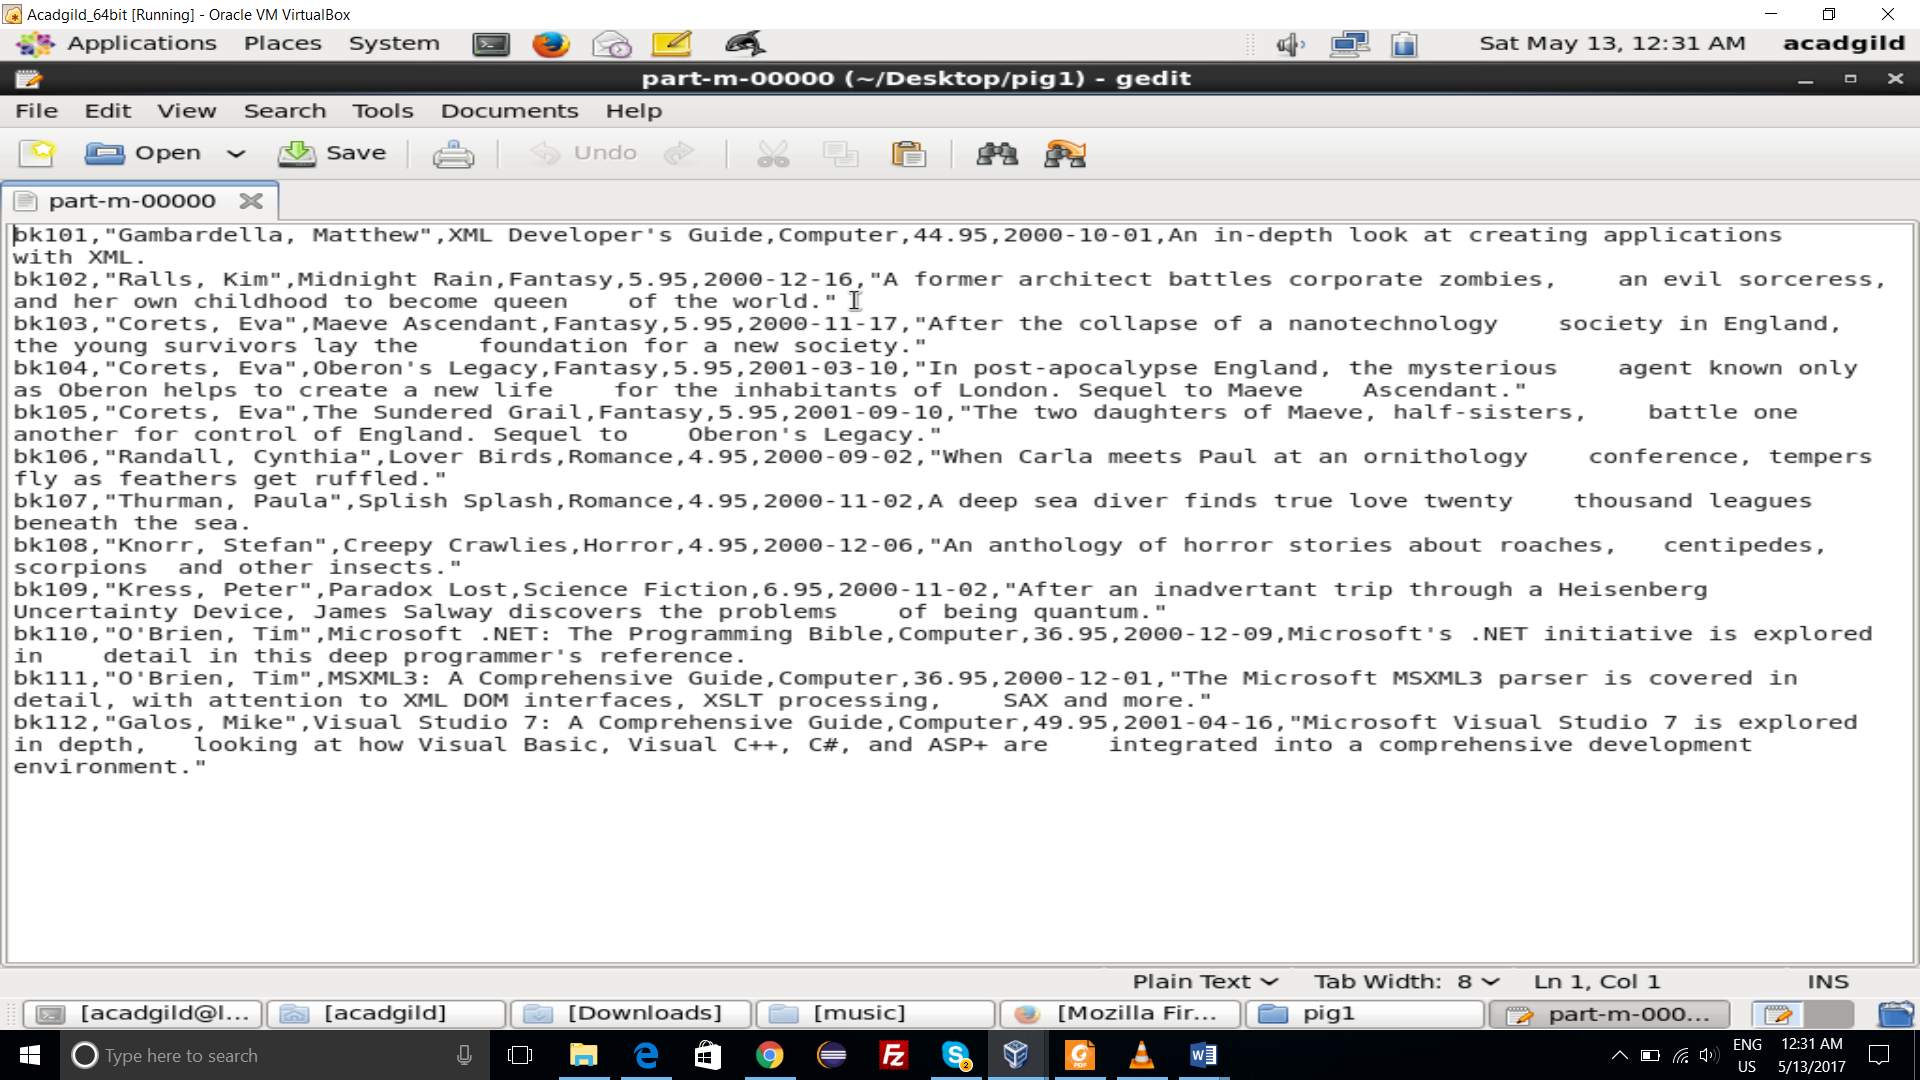 Acadgild_64bit [Running] - Oracle VM VirtualBox
Applications Places System Sat May 13, 12:31 AM acadgild
part-m-00000 (~/Desktop/pig1) - gedit
File Edit View Search Tools Documents Help
Open Save Undo
part-m-00000
bk101,"Gambardella, Matthew",XML Developer's Guide,Computer,44.95,2000-10-01,An in-depth look at creating applications
with XML.
bk102,"Ralls, Kim",Midnight Rain,Fantasy,5.95,2000-12-16,"A former architect battles corporate zombies,    an evil sorceress,
and her own childhood to become queen    of the world."
bk103,"Corets, Eva",Maeve Ascendant,Fantasy,5.95,2000-11-17,"After the collapse of a nanotechnology    society in England,
the young survivors lay the    foundation for a new society."
bk104,"Corets, Eva",Oberon's Legacy,Fantasy,5.95,2001-03-10,"In post-apocalypse England, the mysterious    agent known only
as Oberon helps to create a new life    for the inhabitants of London. Sequel to Maeve    Ascendant."
bk105,"Corets, Eva",The Sundered Grail,Fantasy,5.95,2001-09-10,"The two daughters of Maeve, half-sisters,    battle one
another for control of England. Sequel to    Oberon's Legacy."
bk106,"Randall, Cynthia",Lover Birds,Romance,4.95,2000-09-02,"When Carla meets Paul at an ornithology    conference, tempers
fly as feathers get ruffled."
bk107,"Thurman, Paula",Splish Splash,Romance,4.95,2000-11-02,A deep sea diver finds true love twenty    thousand leagues
beneath the sea.
bk108,"Knorr, Stefan",Creepy Crawlies,Horror,4.95,2000-12-06,"An anthology of horror stories about roaches,   centipedes,
scorpions  and other insects."
bk109,"Kress, Peter",Paradox Lost,Science Fiction,6.95,2000-11-02,"After an inadvertant trip through a Heisenberg
Uncertainty Device, James Salway discovers the problems    of being quantum."
bk110,"O'Brien, Tim",Microsoft .NET: The Programming Bible,Computer,36.95,2000-12-09,Microsoft's .NET initiative is explored
in    detail in this deep programmer's reference.
bk111,"O'Brien, Tim",MSXML3: A Comprehensive Guide,Computer,36.95,2000-12-01,"The Microsoft MSXML3 parser is covered in
detail, with attention to XML DOM interfaces, XSLT processing,    SAX and more."
bk112,"Galos, Mike",Visual Studio 7: A Comprehensive Guide,Computer,49.95,2001-04-16,"Microsoft Visual Studio 7 is explored
in depth,   looking at how Visual Basic, Visual C++, C#, and ASP+ are    integrated into a comprehensive development
environment."
Plain Text Tab Width: 8 Ln 1, Col 1 INS
[acadgild@l... [acadgild] [Downloads] [music] [Mozilla Fir... pig1 part-m-000...
Type here to search ENG 12:31 AM
US 5/13/2017